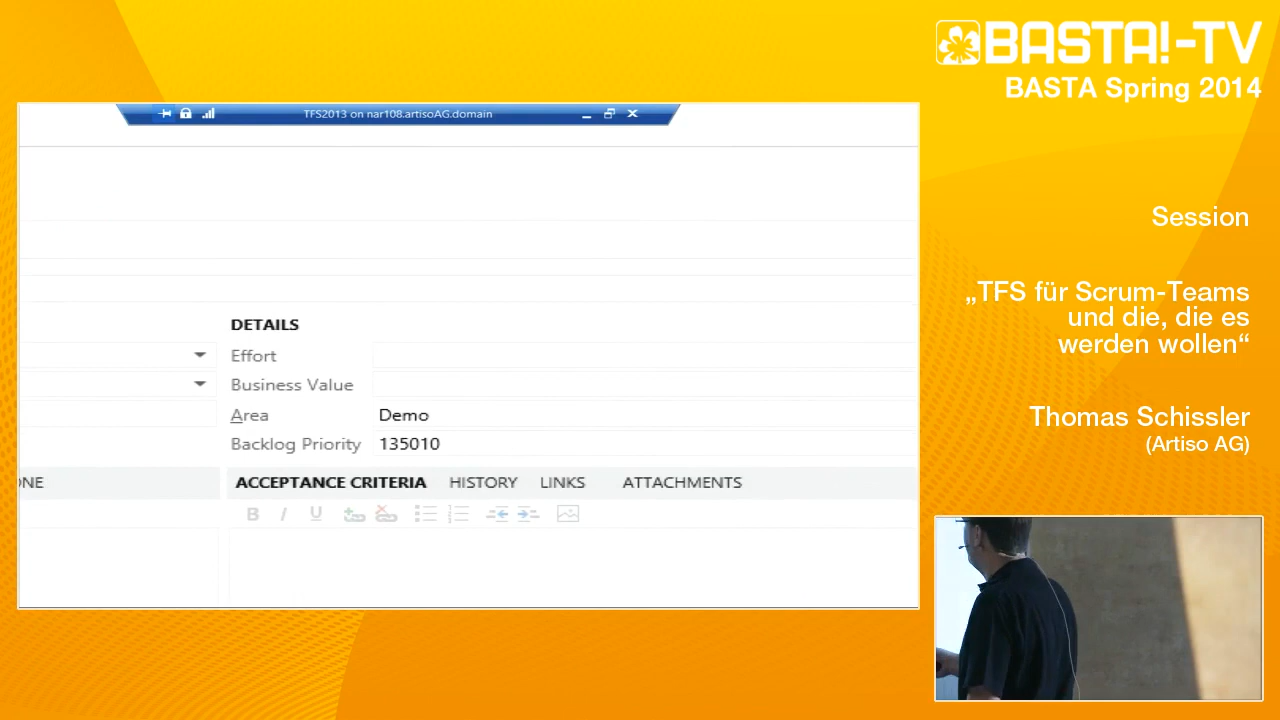 BASTA!-TV
BASTA Spring 2014
TFS2013 on nar108.artisoAG.domain
Session
„TFS für Scrum-Teams
und die, die es
werden wollen“
Thomas Schissler
(Artiso AG)
DETAILS
Effort
Business Value
Area Demo
Backlog Priority 135010
ONE ACCEPTANCE CRITERIA HISTORY LINKS ATTACHMENTS
B I U